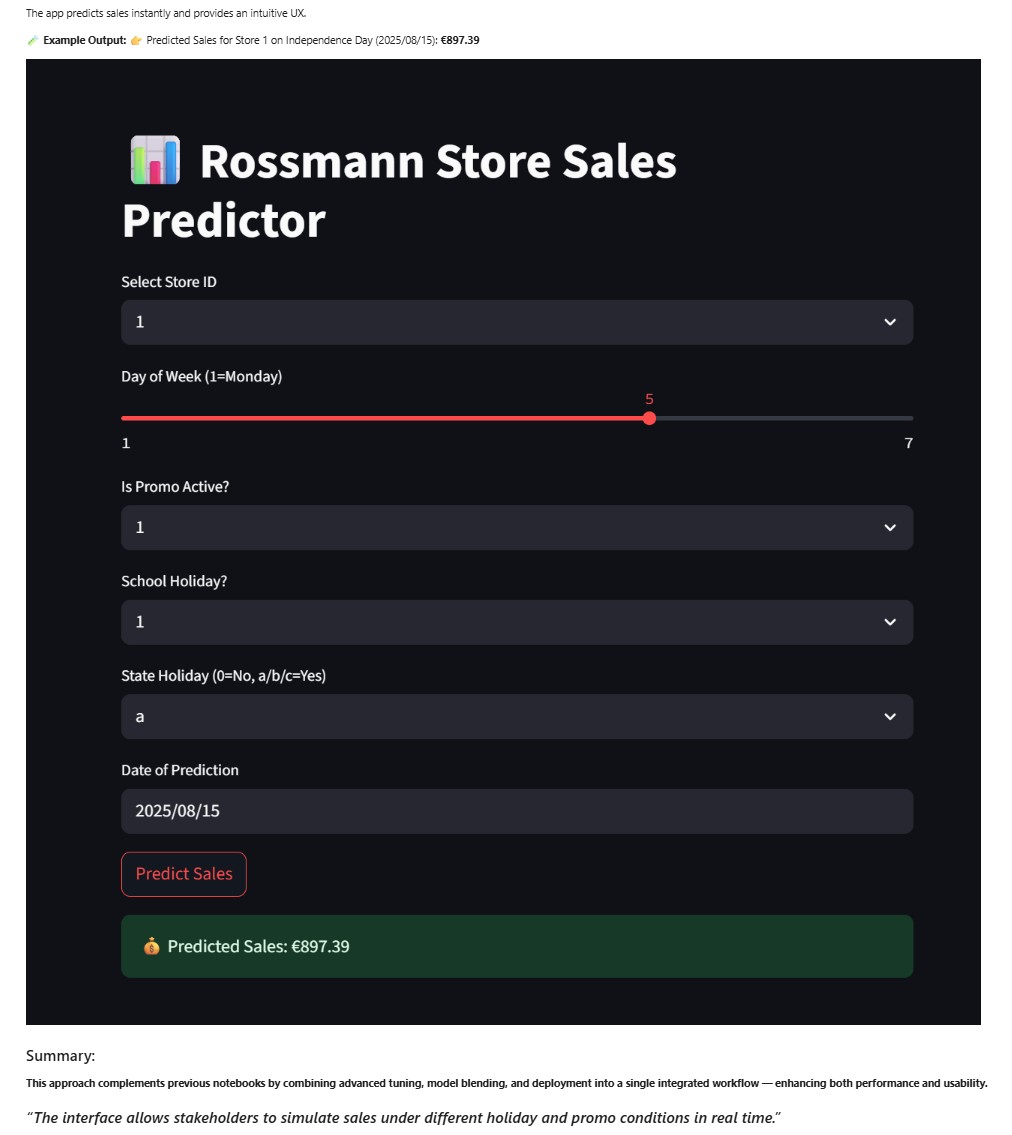 The app predicts sales instantly and provides an intuitive UX.
🧪 Example Output: 👉 Predicted Sales for Store 1 on Independence Day (2025/08/15): €897.39
📊 Rossmann Store Sales
Predictor
Select Store ID
1
Day of Week (1=Monday)
5
1 7
Is Promo Active?
1
School Holiday?
1
State Holiday (0=No, a/b/c=Yes)
a
Date of Prediction
2025/08/15
Predict Sales
💰 Predicted Sales: €897.39
Summary:
This approach complements previous notebooks by combining advanced tuning, model blending, and deployment into a single integrated workflow — enhancing both performance and usability.
“The interface allows stakeholders to simulate sales under different holiday and promo conditions in real time.”